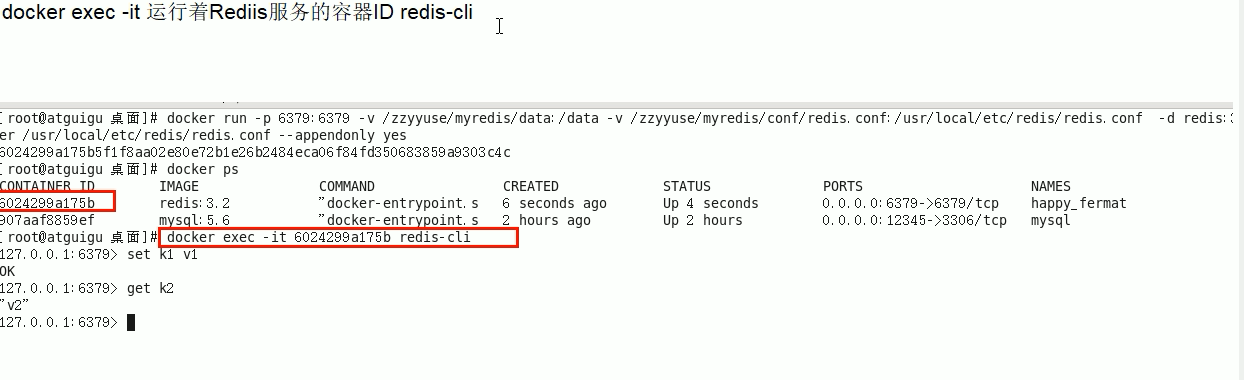 docker exec -it 运行着Rediis服务的容器ID redis-cli
[root@atguigu 桌面]# docker run -p 6379:6379 -v /zzyyuse/myredis/data:/data -v /zzyyuse/myredis/conf/redis.conf:/usr/local/etc/redis/redis.conf -d redis:3
er /usr/local/etc/redis/redis.conf --appendonly yes
6024299a175b5f1f8aa02e80e72b1e26b2484eca06f84fd350683859a9303c4c
[root@atguigu 桌面]# docker ps
CONTAINER ID IMAGE COMMAND CREATED STATUS PORTS NAMES
6024299a175b redis:3.2 "docker-entrypoint.s 6 seconds ago Up 4 seconds 0.0.0.0:6379->6379/tcp happy_fermat
907aaf8859ef mysql:5.6 "docker-entrypoint.s 2 hours ago Up 2 hours 0.0.0.0:12345->3306/tcp mysql
[root@atguigu 桌面]# docker exec -it 6024299a175b redis-cli
127.0.0.1:6379> set k1 v1
OK
127.0.0.1:6379> get k2
"v2"
127.0.0.1:6379>